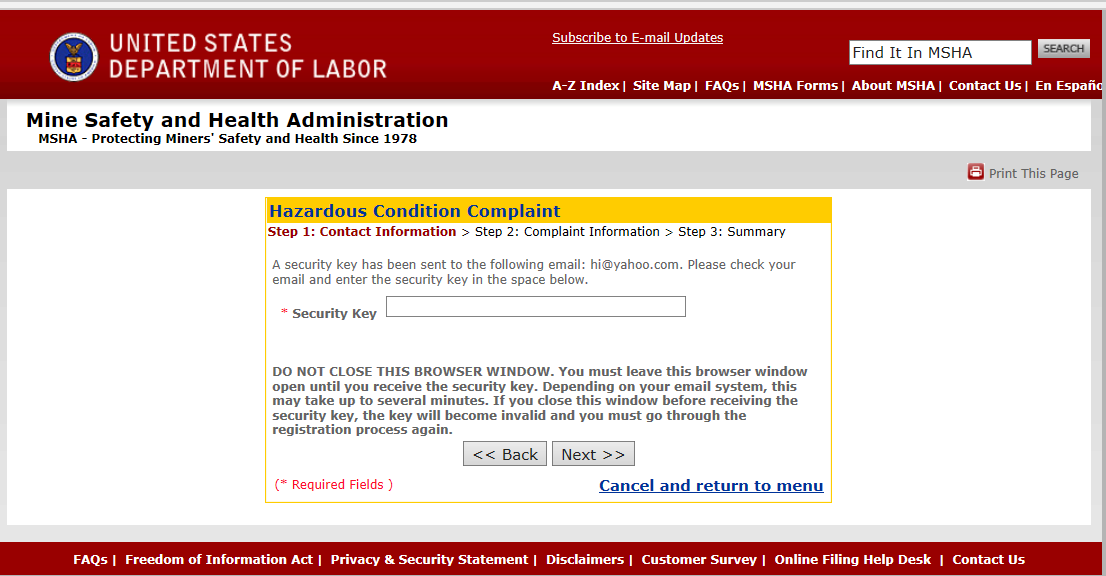 UNITED STATES
DEPARTMENT OF LABOR
Subscribe to E-mail Updates
Find It In MSHA
SEARCH
A-Z Index | Site Map | FAQs | MSHA Forms | About MSHA | Contact Us | En Españo
Mine Safety and Health Administration
MSHA - Protecting Miners' Safety and Health Since 1978
Print This Page
Hazardous Condition Complaint
Step 1: Contact Information > Step 2: Complaint Information > Step 3: Summary
A security key has been sent to the following email: hi@yahoo.com. Please check your
email and enter the security key in the space below.
* Security Key
DO NOT CLOSE THIS BROWSER WINDOW. You must leave this browser window
open until you receive the security key. Depending on your email system, this
may take up to several minutes. If you close this window before receiving the
security key, the key will become invalid and you must go through the
registration process again.
<< Back Next >>
(* Required Fields )
Cancel and return to menu
FAQs | Freedom of Information Act | Privacy & Security Statement | Disclaimers | Customer Survey | Online Filing Help Desk | Contact Us